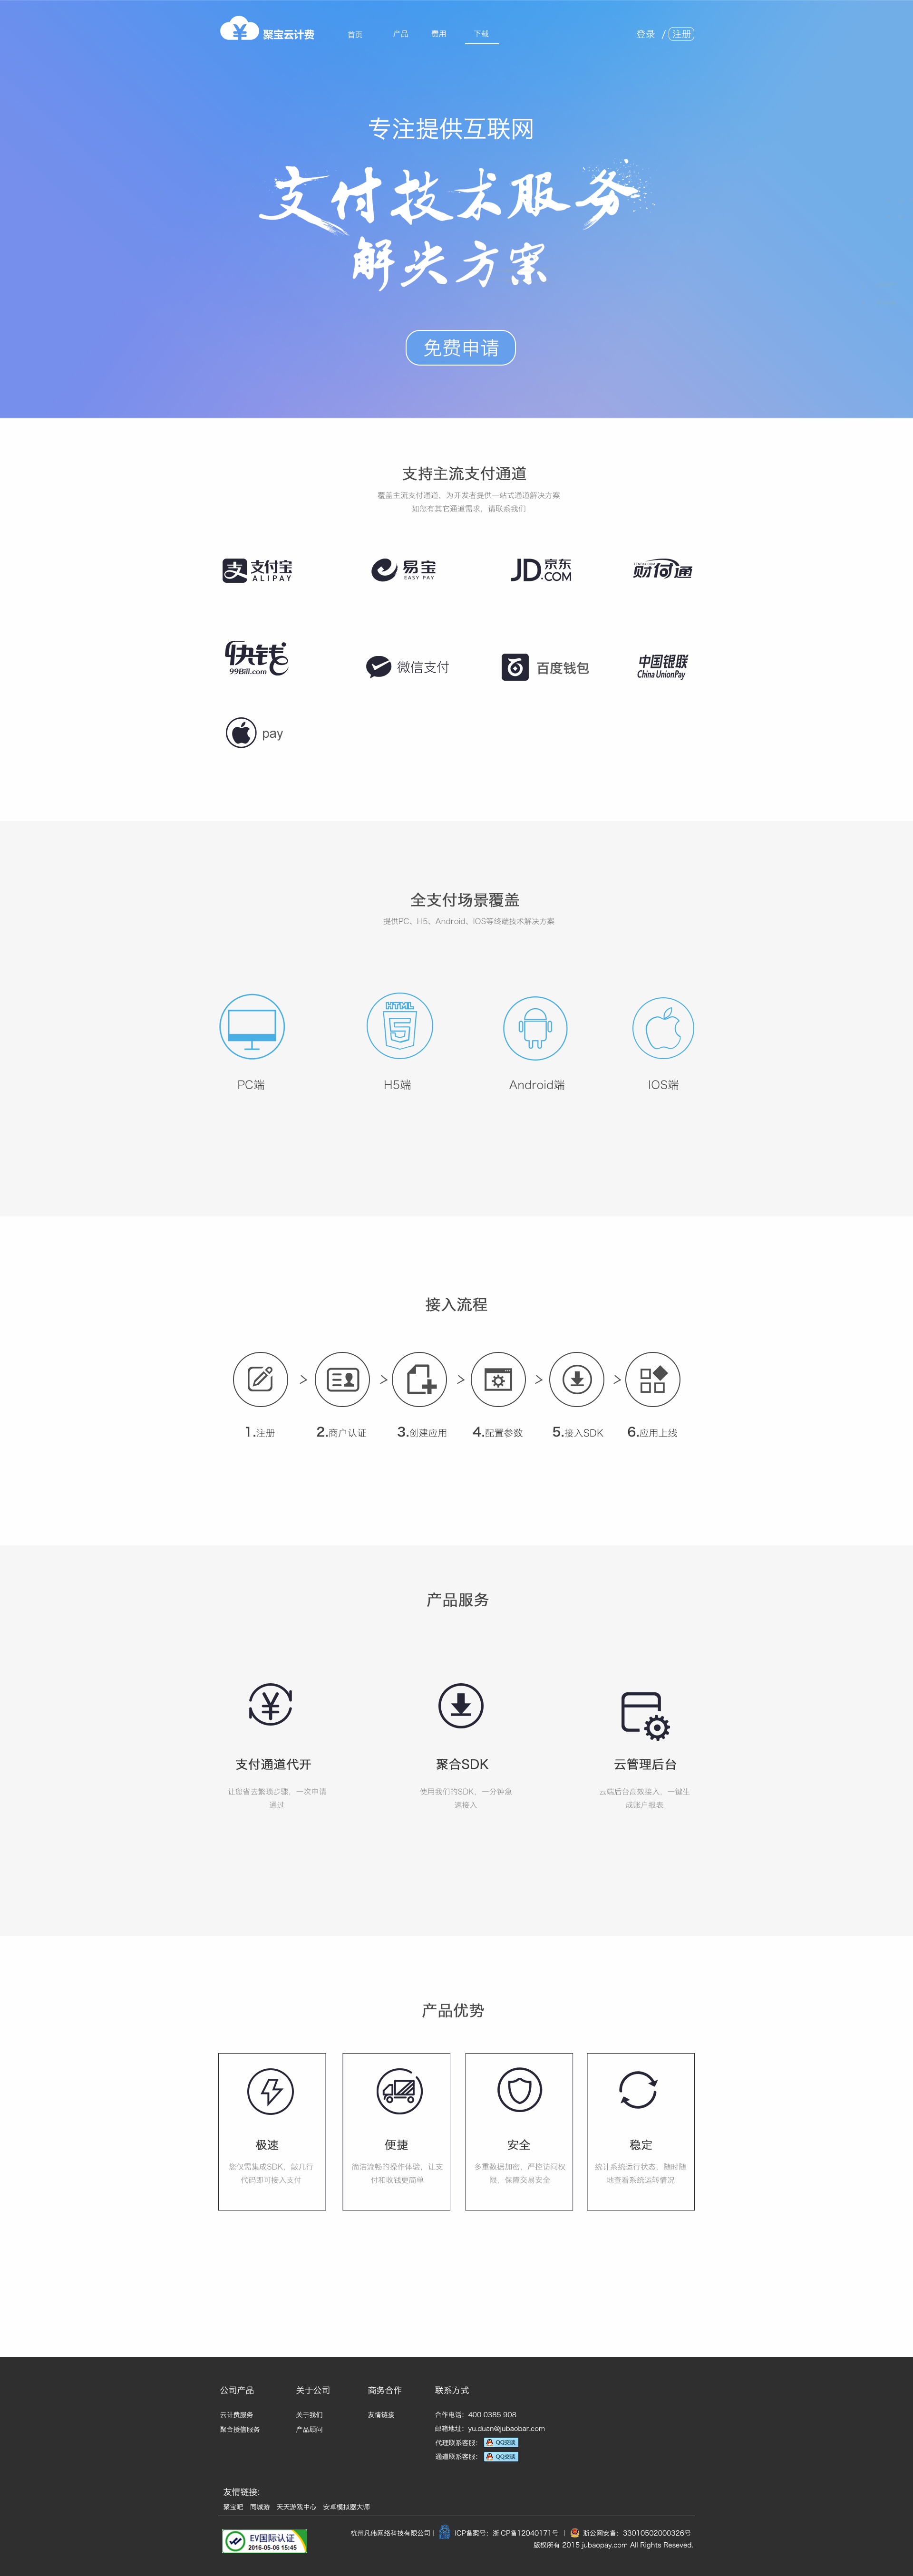 聚宝云计费 首页 产品 费用 下载 登录 / 注册
专注提供互联网
支付技术服务
解决方案
免费申请
支持主流支付通道
覆盖主流支付通道，为开发者提供一站式通道解决方案
如您有其它通道需求，请联系我们
支付宝 ALIPAY
易宝 EASY PAY
JD.COM 京东
财付通
快钱 99Bill.com
微信支付
百度钱包
中国银联 China UnionPay
pay
全支付场景覆盖
提供PC、H5、Android、IOS等终端技术解决方案
HTML 5
PC端 H5端 Android端 IOS端
接入流程
> > > > >
1.注册 2.商户认证 3.创建应用 4.配置参数 5.接入SDK 6.应用上线
产品服务
支付通道代开
让您省去繁琐步骤，一次申请
通过
聚合SDK
使用我们的SDK，一分钟急
速接入
云管理后台
云端后台高效接入，一键生
成账户报表
产品优势
极速
您仅需集成SDK，敲几行
代码即可接入支付
便捷
简洁流畅的操作体验，让支
付和收钱更简单
安全
多重数据加密，严控访问权
限，保障交易安全
稳定
统计系统运行状态，随时随
地查看系统运转情况
公司产品
云计费服务
聚合授信服务
关于公司
关于我们
产品顾问
商务合作
友情链接
联系方式
合作电话：400 0385 908
邮箱地址：yu.duan@jubaobar.com
代理联系客服： QQ交谈
通道联系客服： QQ交谈
友情链接:
聚宝吧 同城游 天天游戏中心 安卓模拟器大师
EV国际认证
2016-05-06 15:45
杭州凡伟网络科技有限公司 | ICP备案号：浙ICP备12040171号 | 浙公网安备：33010502000326号
版权所有 2015 jubaopay.com All Rights Reseved.